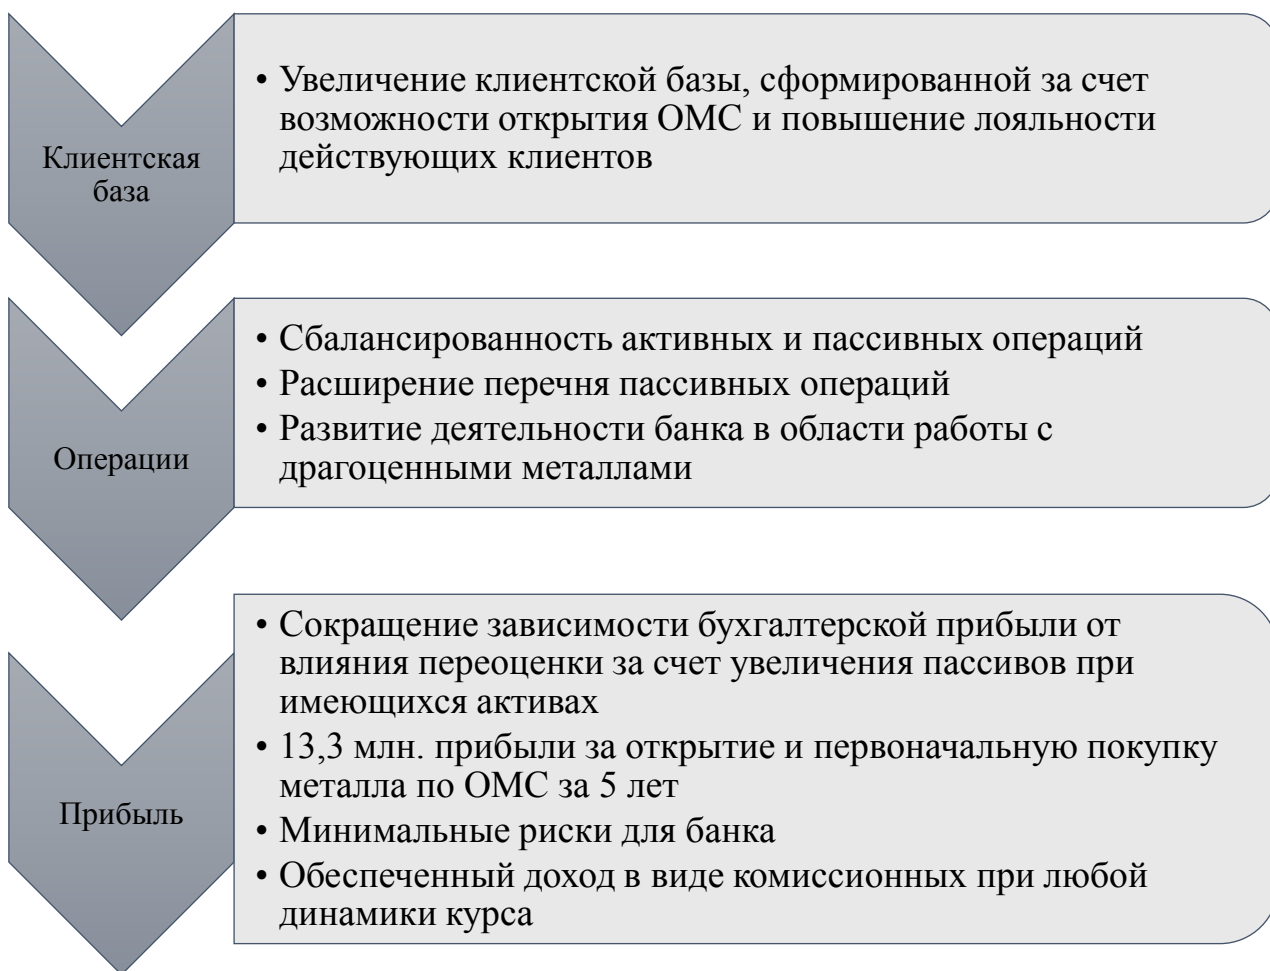 Клиентская
база
• Увеличение клиентской базы, сформированной за счет
возможности открытия ОМС и повышение лояльности
действующих клиентов
Операции
• Сбалансированность активных и пассивных операций
• Расширение перечня пассивных операций
• Развитие деятельности банка в области работы с
драгоценными металлами
Прибыль
• Сокращение зависимости бухгалтерской прибыли от
влияния переоценки за счет увеличения пассивов при
имеющихся активах
• 13,3 млн. прибыли за открытие и первоначальную покупку
металла по ОМС за 5 лет
• Минимальные риски для банка
• Обеспеченный доход в виде комиссионных при любой
динамики курса